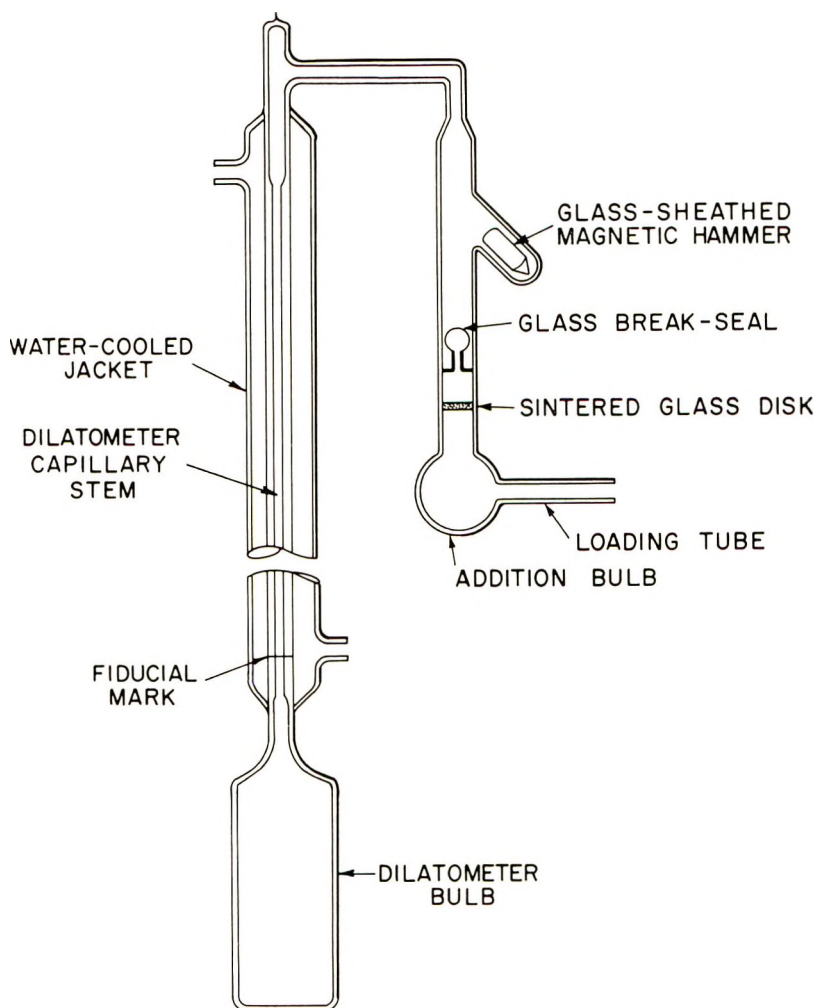 GLASS-SHEATHED
MAGNETIC HAMMER
GLASS BREAK-SEAL
WATER-COOLED
JACKET
SINTERED GLASS DISK
DILATOMETER
CAPILLARY
STEM
LOADING TUBE
ADDITION BULB
FIDUCIAL
MARK
DILATOMETER
BULB